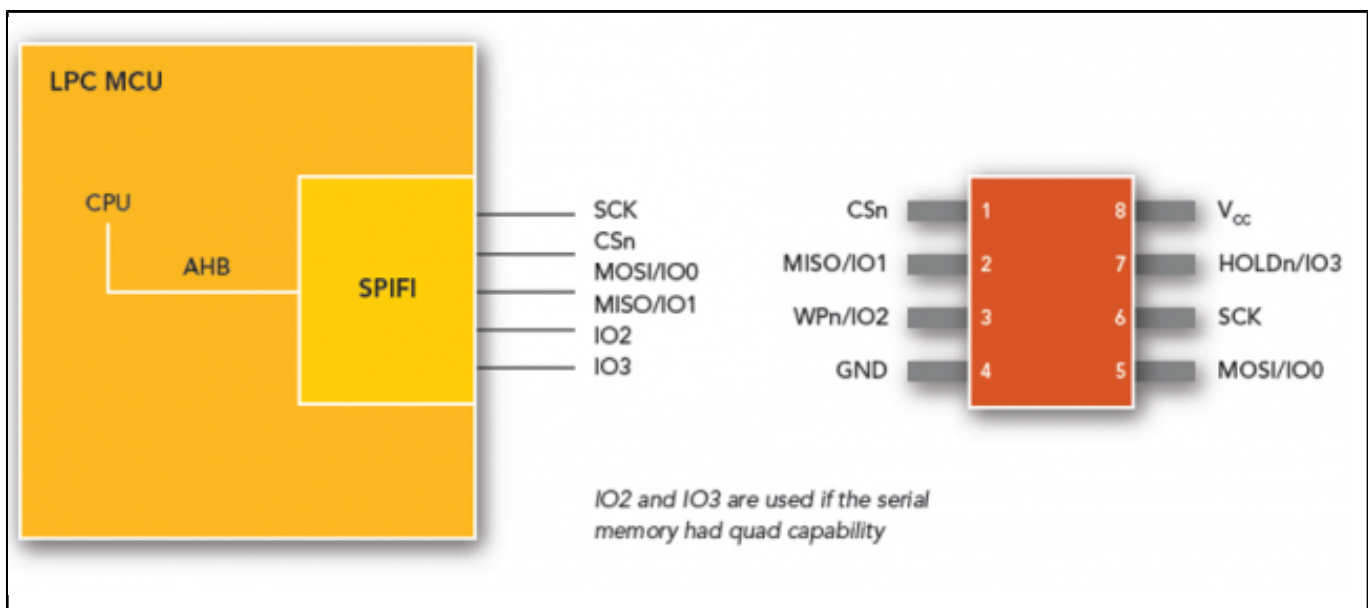 LPC MCU
CPU
AHB
SPIFI
SCK
CSn
MOSI/IO0
MISO/IO1
IO2
IO3
CSn 1 8 Vcc
MISO/IO1 2 7 HOLDn/IO3
WPn/IO2 3 6 SCK
GND 4 5 MOSI/IO0
IO2 and IO3 are used if the serial
memory had quad capability